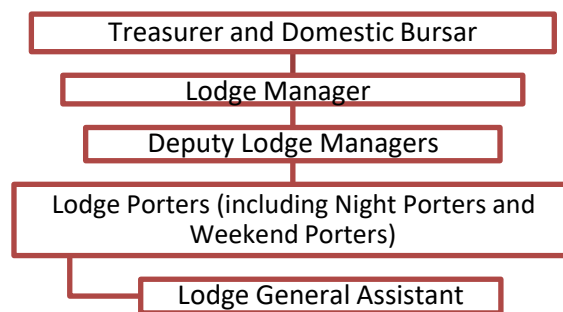 Treasurer and Domestic Bursar
Lodge Manager
Deputy Lodge Managers
Lodge Porters (including Night Porters and
Weekend Porters)
Lodge General Assistant